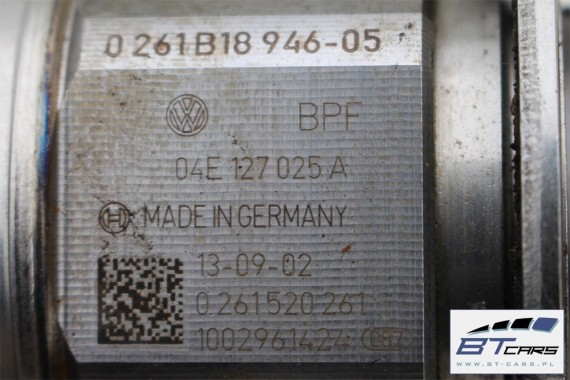 0 261 B18 946-05
BPF
04E 127 025 A
MADE IN GERMANY
13-09-02
0 261 520 261
1002961424
BT CARS
WWW.BT-CARS.PL